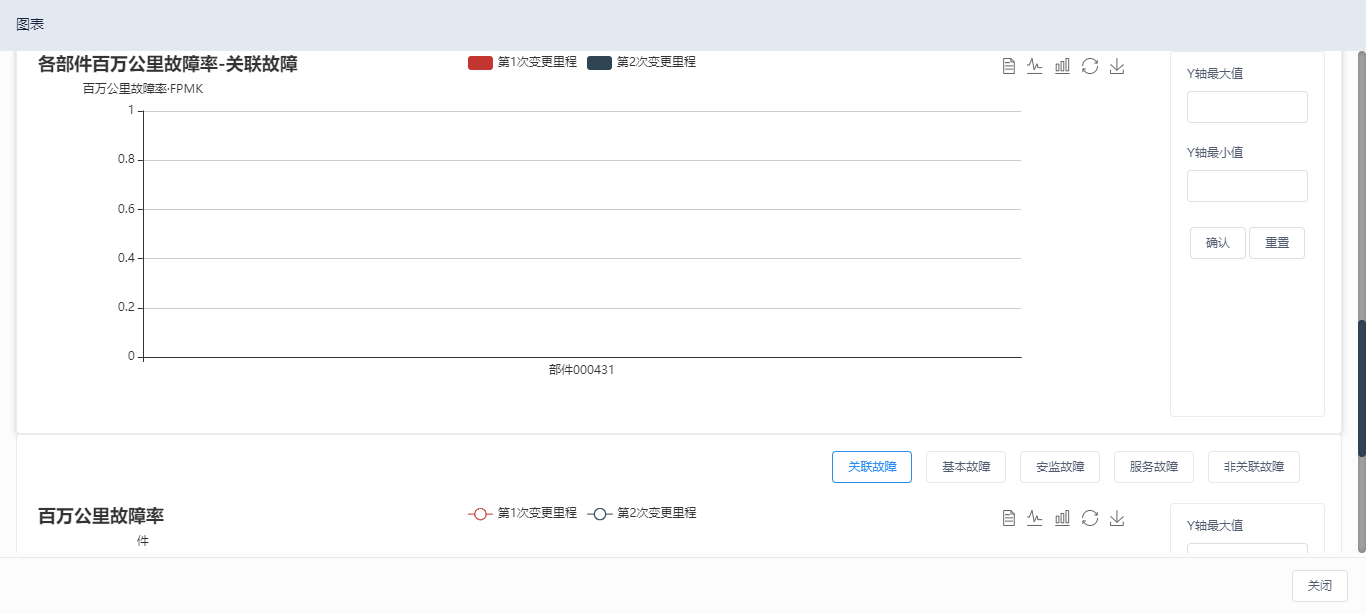 图表
各部件百万公里故障率-关联故障
第1次变更里程 第2次变更里程
百万公里故障率·FPMK
1
0.8
0.6
0.4
0.2
0
部件000431
Y轴最大值
Y轴最小值
确认 重置
关联故障 基本故障 安监故障 服务故障 非关联故障
百万公里故障率
第1次变更里程 第2次变更里程
件
Y轴最大值
关闭